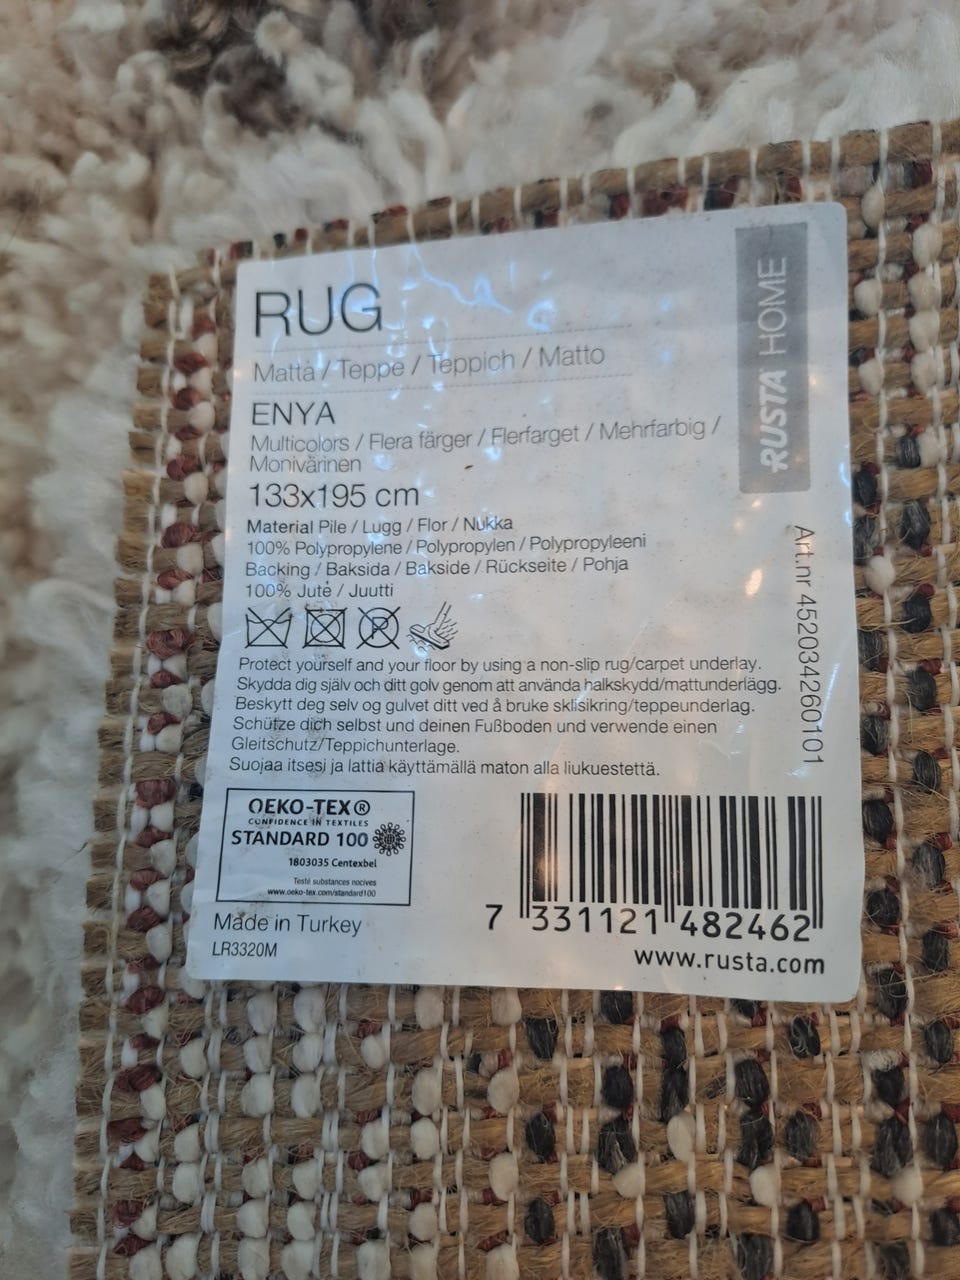 RUG
Matta / Teppe / Teppich / Matto
ENYA
Multicolors / Flera färger / Flerfarget / Mehrfarbig /
Monivärinen
133x195 cm
Material Pile / Lugg / Flor / Nukka
100% Polypropylene / Polypropylen / Polypropyleeni
Backing / Baksida / Bakside / Rückseite / Pohja
100% Jute / Juutti
P
Protect yourself and your floor by using a non-slip rug/carpet underlay.
Skydda dig själv och ditt golv genom att använda halkskydd/mattunderlägg.
Beskytt deg selv og gulvet ditt ved å bruke sklisikring/teppeunderlag.
Schütze dich selbst und deinen Fußboden und verwende einen
Gleitschutz/Teppichunterlage.
Suojaa itsesi ja lattia käyttämällä maton alla liukuestettä.
OEKO-TEX®
CONFIDENCE IN TEXTILES
STANDARD 100
1803035 Centexbel
Testé substances nocives
www.oeko-tex.com/standard100
Made in Turkey
LR3320M
7 331121 482462
www.rusta.com
RUSTA HOME
Art.nr 452034260101